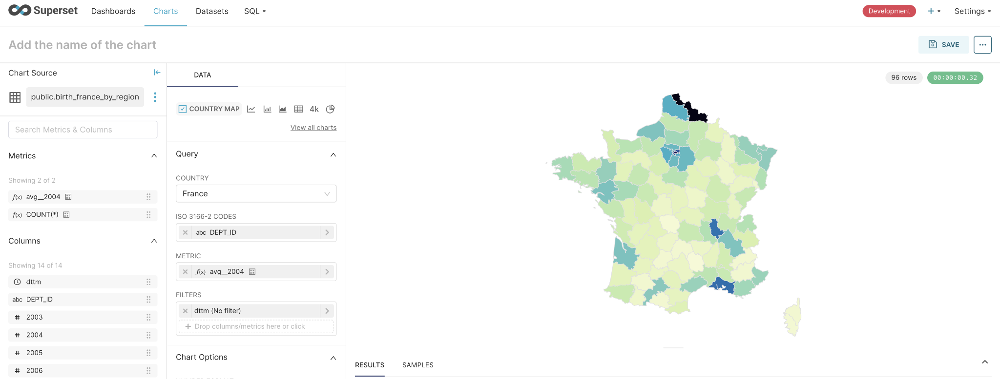 Superset Dashboards Charts Datasets SQL Development + Settings
Add the name of the chart
SAVE
Chart Source
public.birth_france_by_region
Search Metrics & Columns
Metrics
Showing 2 of 2
f(x) avg__2004
f(x) COUNT(*)
Columns
Showing 14 of 14
dttm
abc DEPT_ID
# 2003
# 2004
# 2005
# 2006
DATA
COUNTRY MAP 4k
View all charts
Query
COUNTRY
France
ISO 3166-2 CODES
abc DEPT_ID
METRIC
f(x) avg__2004
FILTERS
dttm (No filter)
+ Drop columns/metrics here or click
Chart Options
96 rows 00:00:00.32
RESULTS SAMPLES